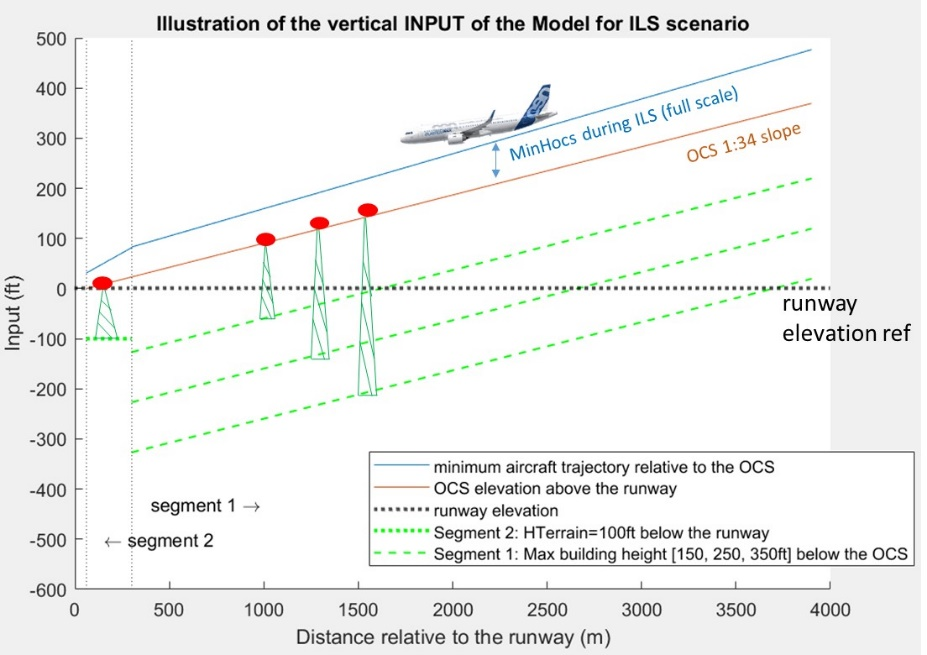 Illustration of the vertical INPUT of the Model for ILS scenario
500
400
300
200
100
0
-100
-200
-300
-400
-500
-600
Input (ft)
MinHocs during ILS (full scale)
OCS 1:34 slope
runway
elevation ref
segment 1 →
← segment 2
minimum aircraft trajectory relative to the OCS
OCS elevation above the runway
runway elevation
Segment 2: HTerrain=100ft below the runway
Segment 1: Max building height [150, 250, 350ft] below the OCS
0 500 1000 1500 2000 2500 3000 3500 4000
Distance relative to the runway (m)